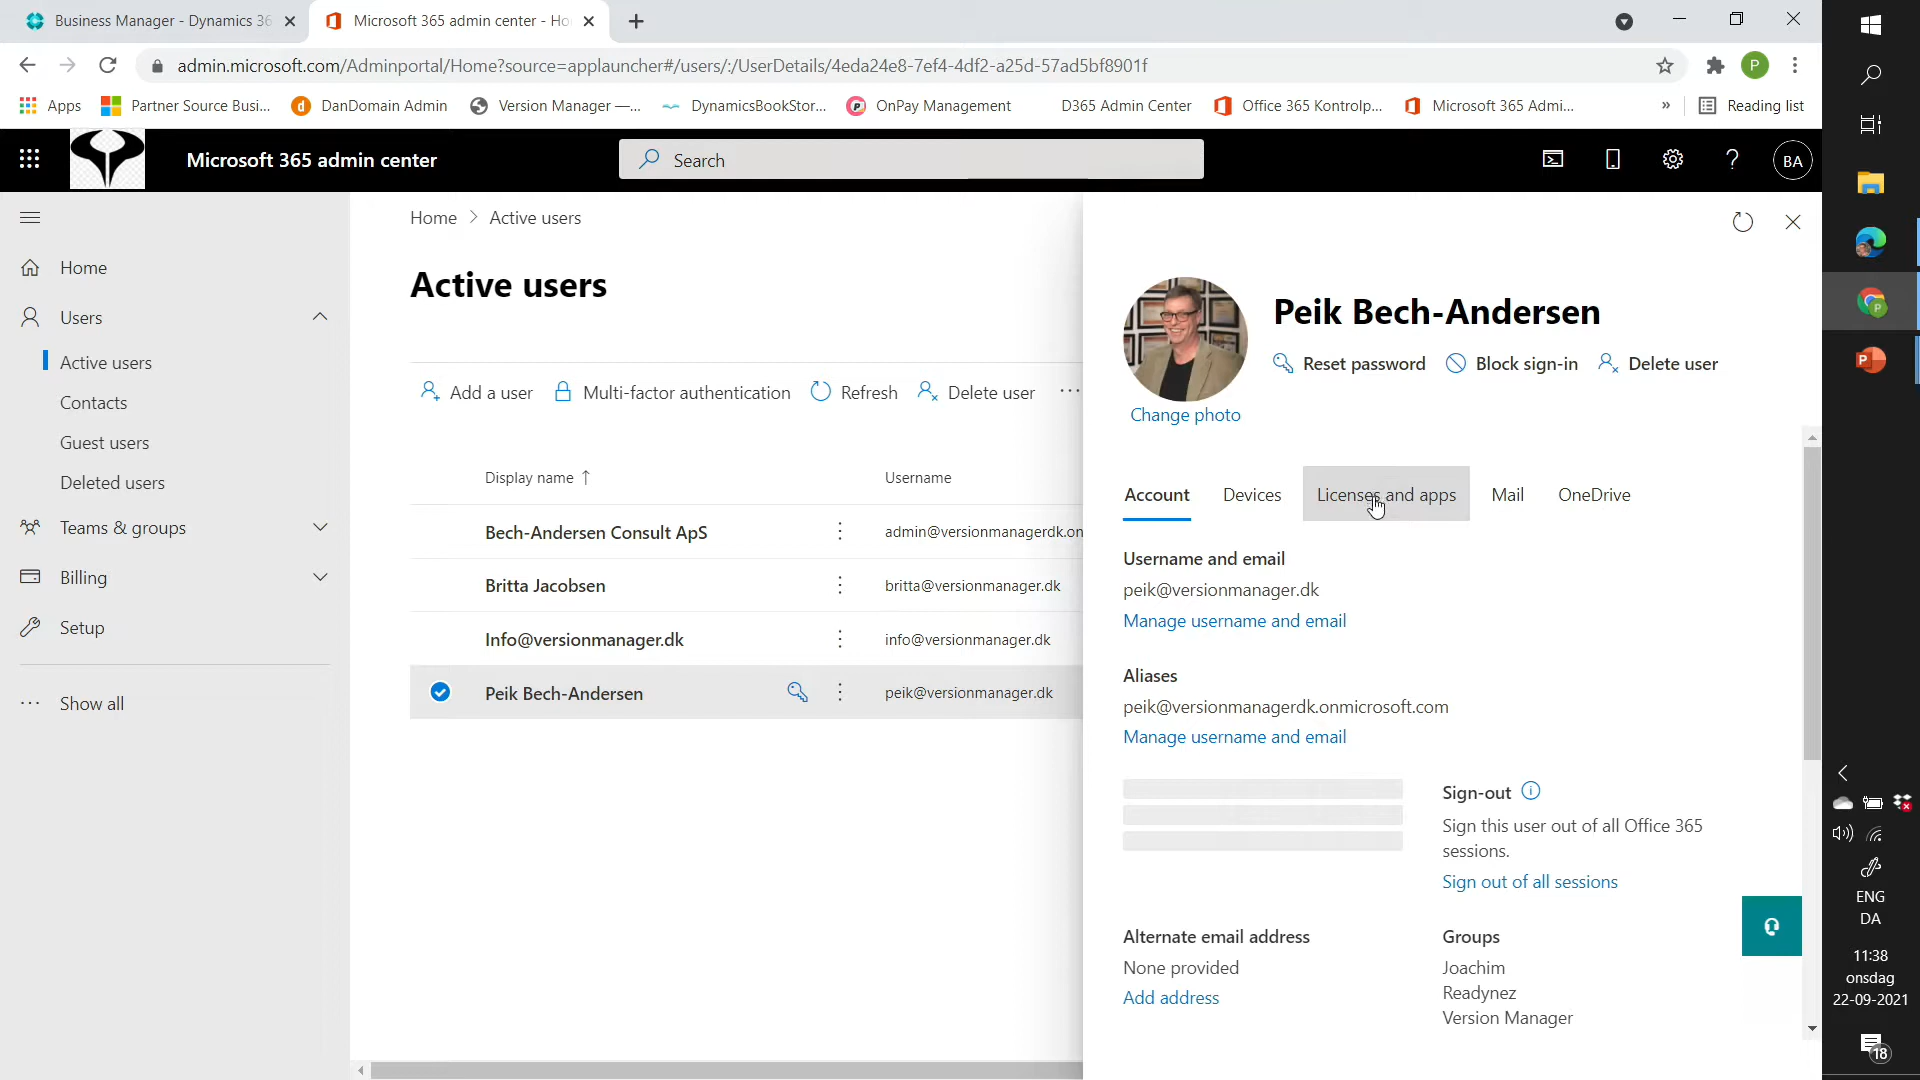 Business Manager - Dynamics 36
Microsoft 365 admin center - Ho
admin.microsoft.com/Adminportal/Home?source=applauncher#/users/:/UserDetails/4eda24e8-7ef4-4df2-a25d-57ad5bf8901f
P
Apps
Partner Source Busi...
DanDomain Admin
Version Manager —...
DynamicsBookStor...
OnPay Management
D365 Admin Center
Office 365 Kontrolp...
Microsoft 365 Admi...
»
Reading list
Microsoft 365 admin center
Search
BA
Home
Users
Active users
Contacts
Guest users
Deleted users
Teams & groups
Billing
Setup
Show all
Home > Active users
Active users
Add a user
Multi-factor authentication
Refresh
Delete user
Display name ↑
Username
Bech-Andersen Consult ApS
admin@versionmanagerdk.on
Britta Jacobsen
britta@versionmanager.dk
Info@versionmanager.dk
info@versionmanager.dk
Peik Bech-Andersen
peik@versionmanager.dk
Peik Bech-Andersen
Reset password
Block sign-in
Delete user
Change photo
Account
Devices
Licenses and apps
Mail
OneDrive
Username and email
peik@versionmanager.dk
Manage username and email
Aliases
peik@versionmanagerdk.onmicrosoft.com
Manage username and email
Sign-out
Sign this user out of all Office 365
sessions.
Sign out of all sessions
Alternate email address
None provided
Add address
Groups
Joachim
Readynez
Version Manager
ENG
DA
11:38
onsdag
22-09-2021
18